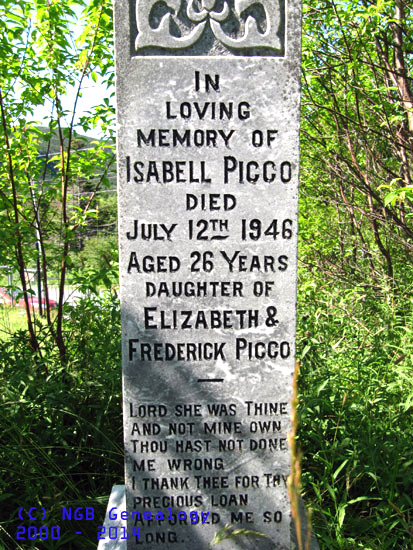 IN
LOVING
MEMORY OF
ISABELL PICCO
DIED
JULY 12TH 1946
AGED 26 YEARS
DAUGHTER OF
ELIZABETH &
FREDERICK PICCO
LORD SHE WAS THINE
AND NOT MINE OWN
THOU HAST NOT DONE
ME WRONG
I THANK THEE FOR THY
PRECIOUS LOAN
AFFORDED ME SO
LONG.
(C) NGB Genealogy
2000 - 2014